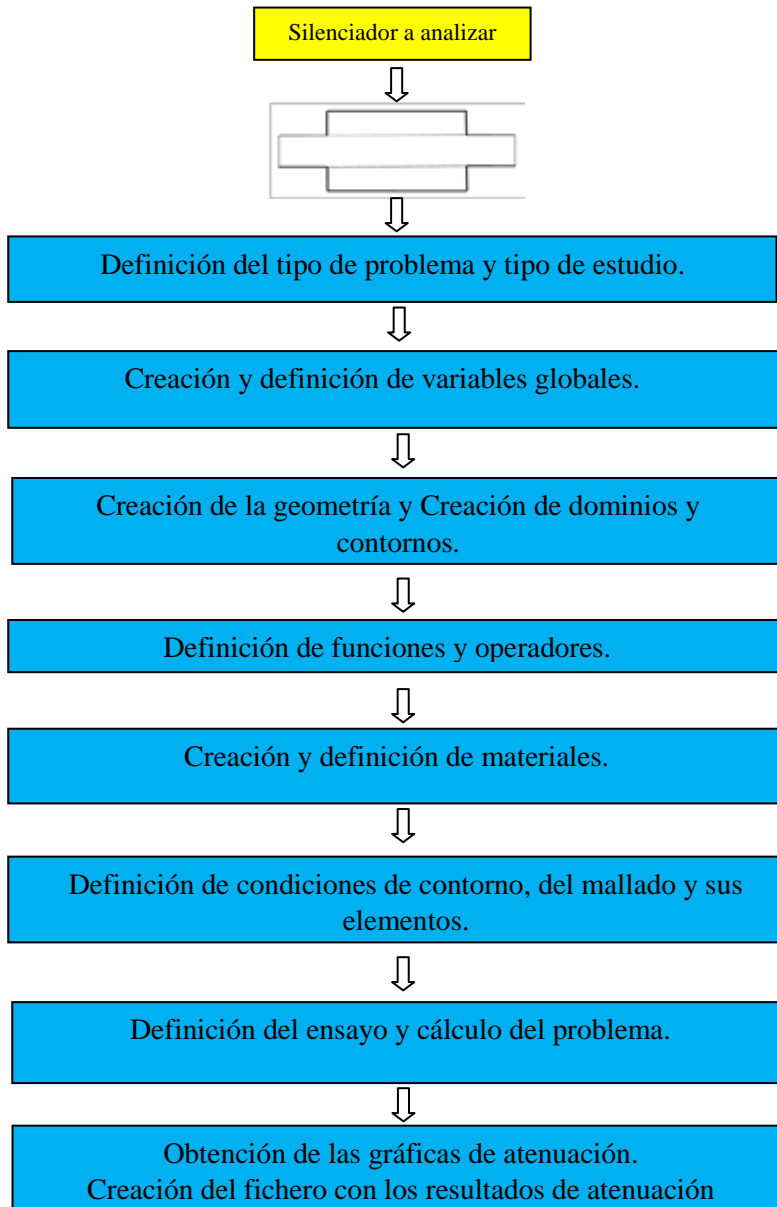 Silenciador a analizar
Definición del tipo de problema y tipo de estudio.
Creación y definición de variables globales.
Creación de la geometría y Creación de dominios y
contornos.
Definición de funciones y operadores.
Creación y definición de materiales.
Definición de condiciones de contorno, del mallado y sus
elementos.
Definición del ensayo y cálculo del problema.
Obtención de las gráficas de atenuación.
Creación del fichero con los resultados de atenuación